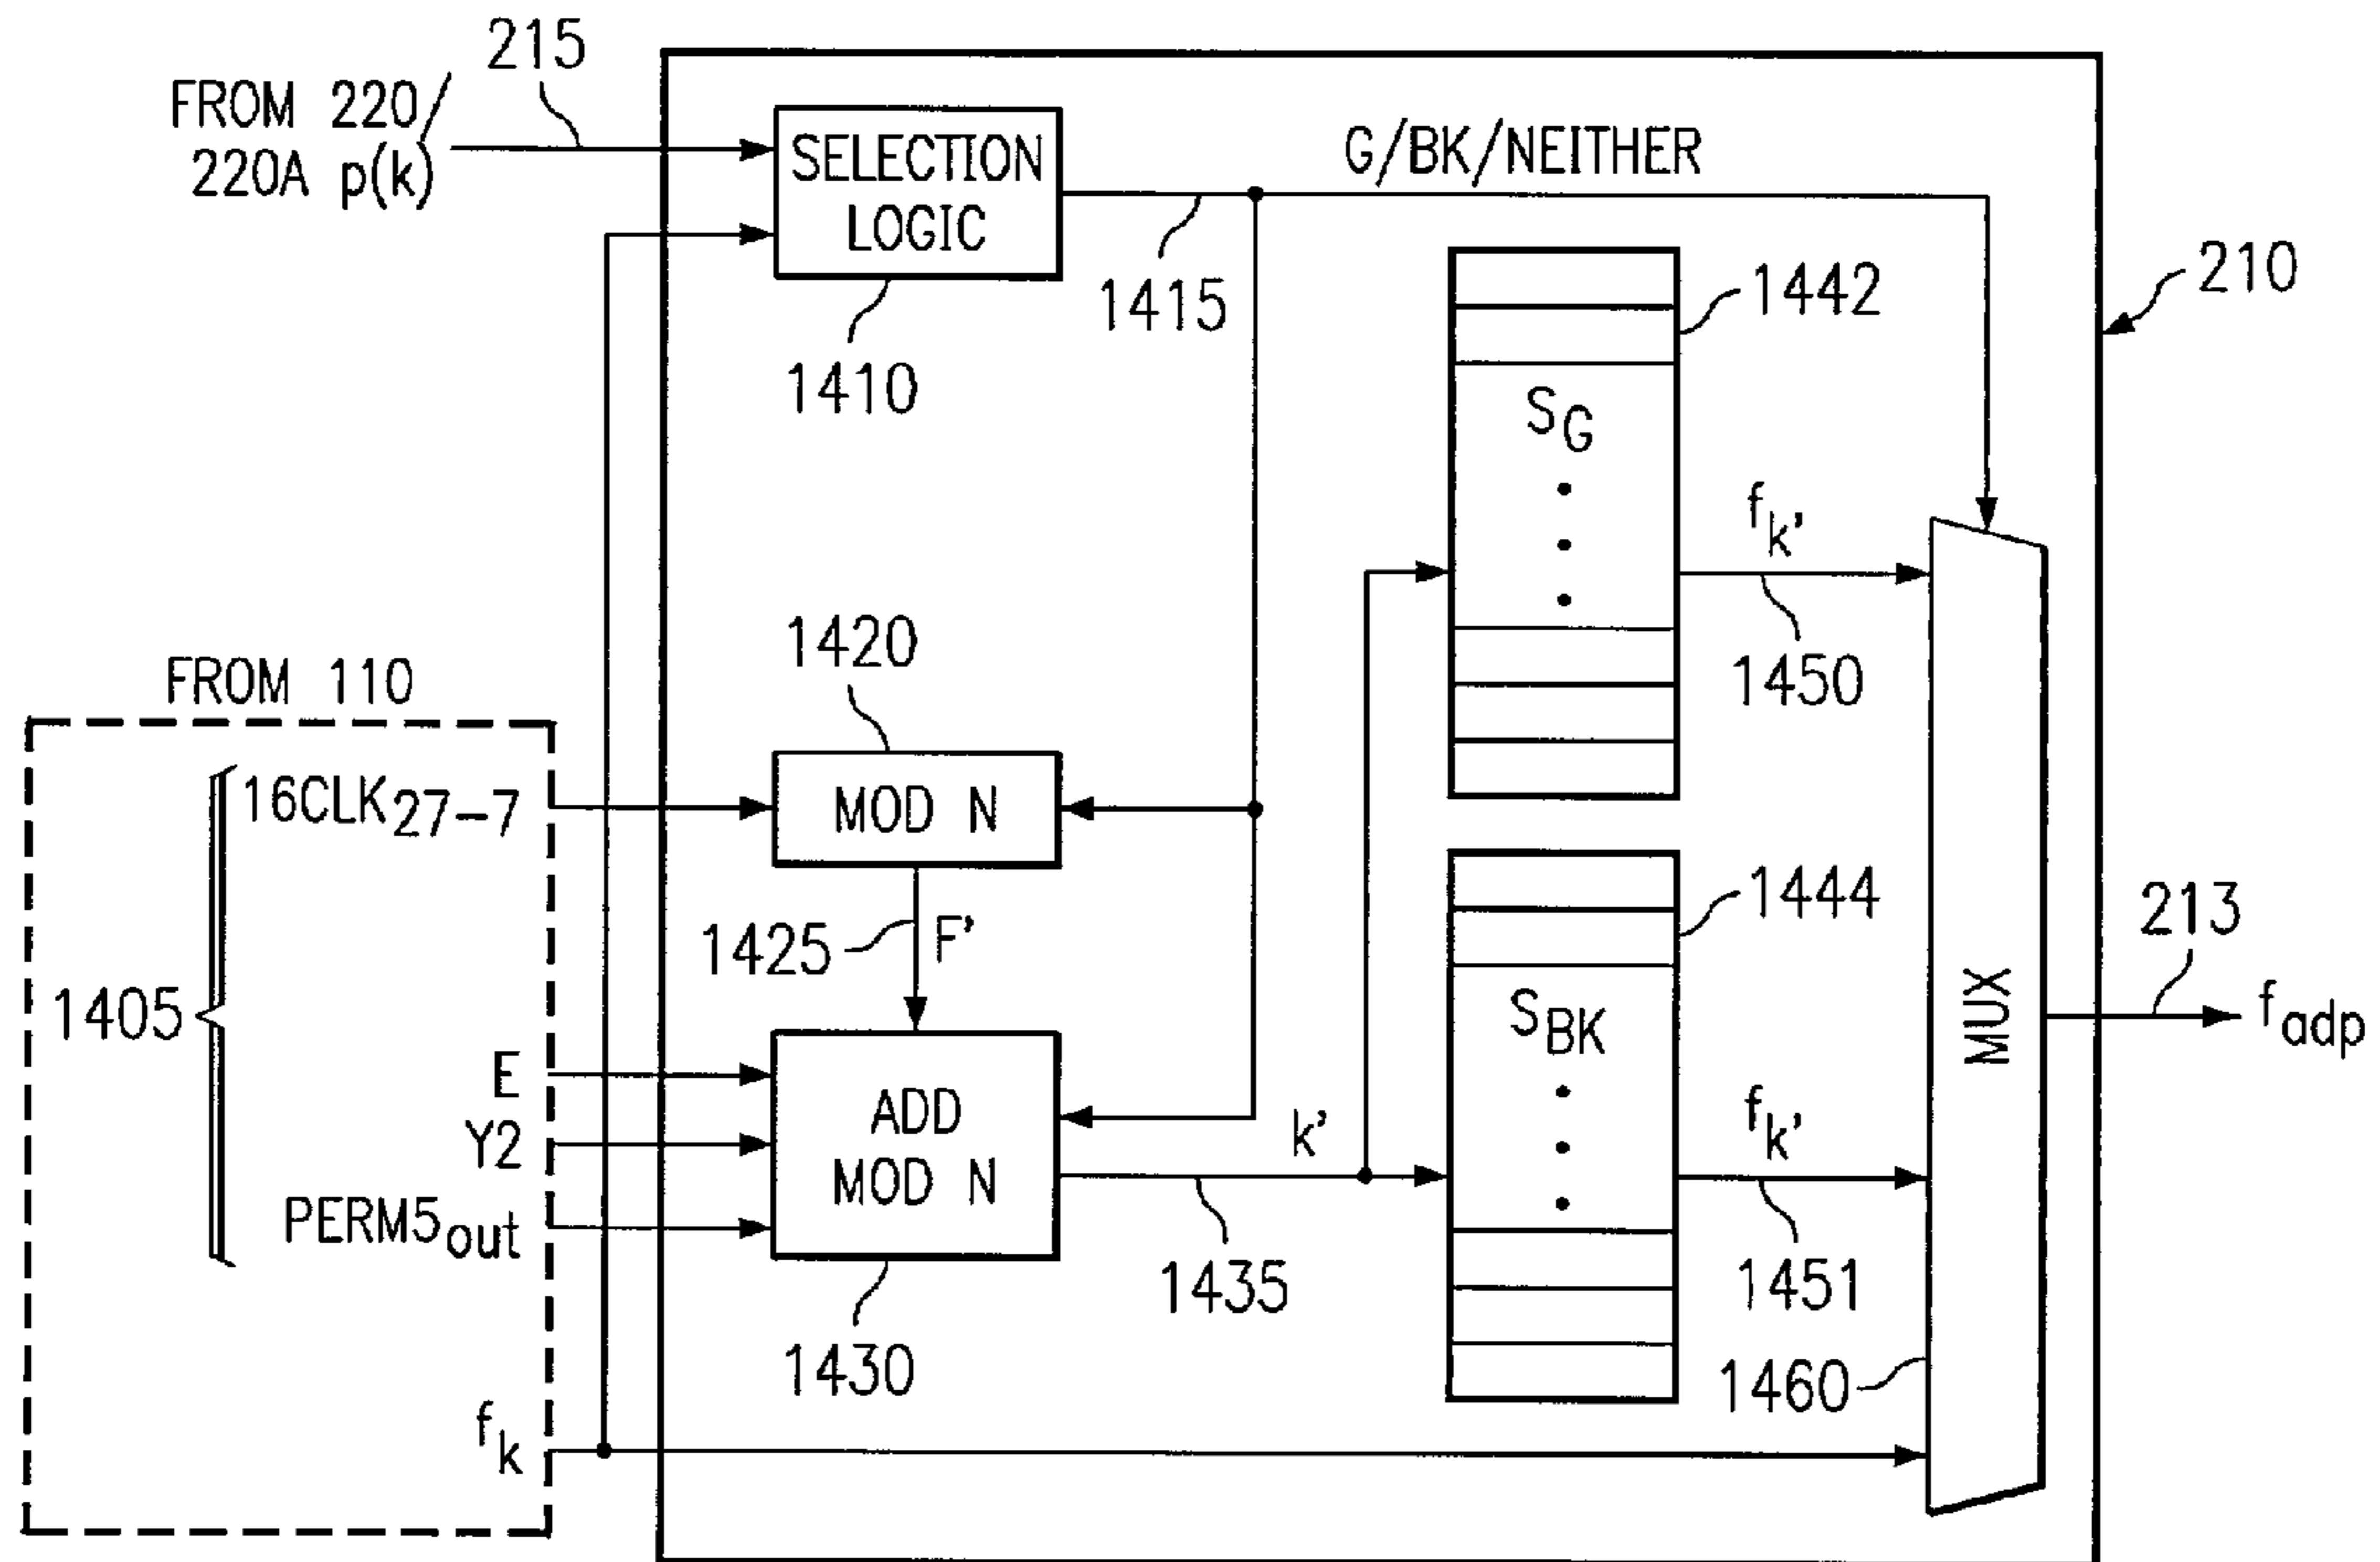 215
FROM 220/
220A p(k)
SELECTION
LOGIC
G/BK/NEITHER
1415
1410
1442
210
S_G
f_k'
1450
1420
FROM 110
16CLK_27-7
MOD N
1425
F'
1444
213
1405
S_BK
MUX
f_adp
E
Y2
PERM5_out
ADD
MOD N
k'
f_k'
1435
1451
1430
1460
f_k